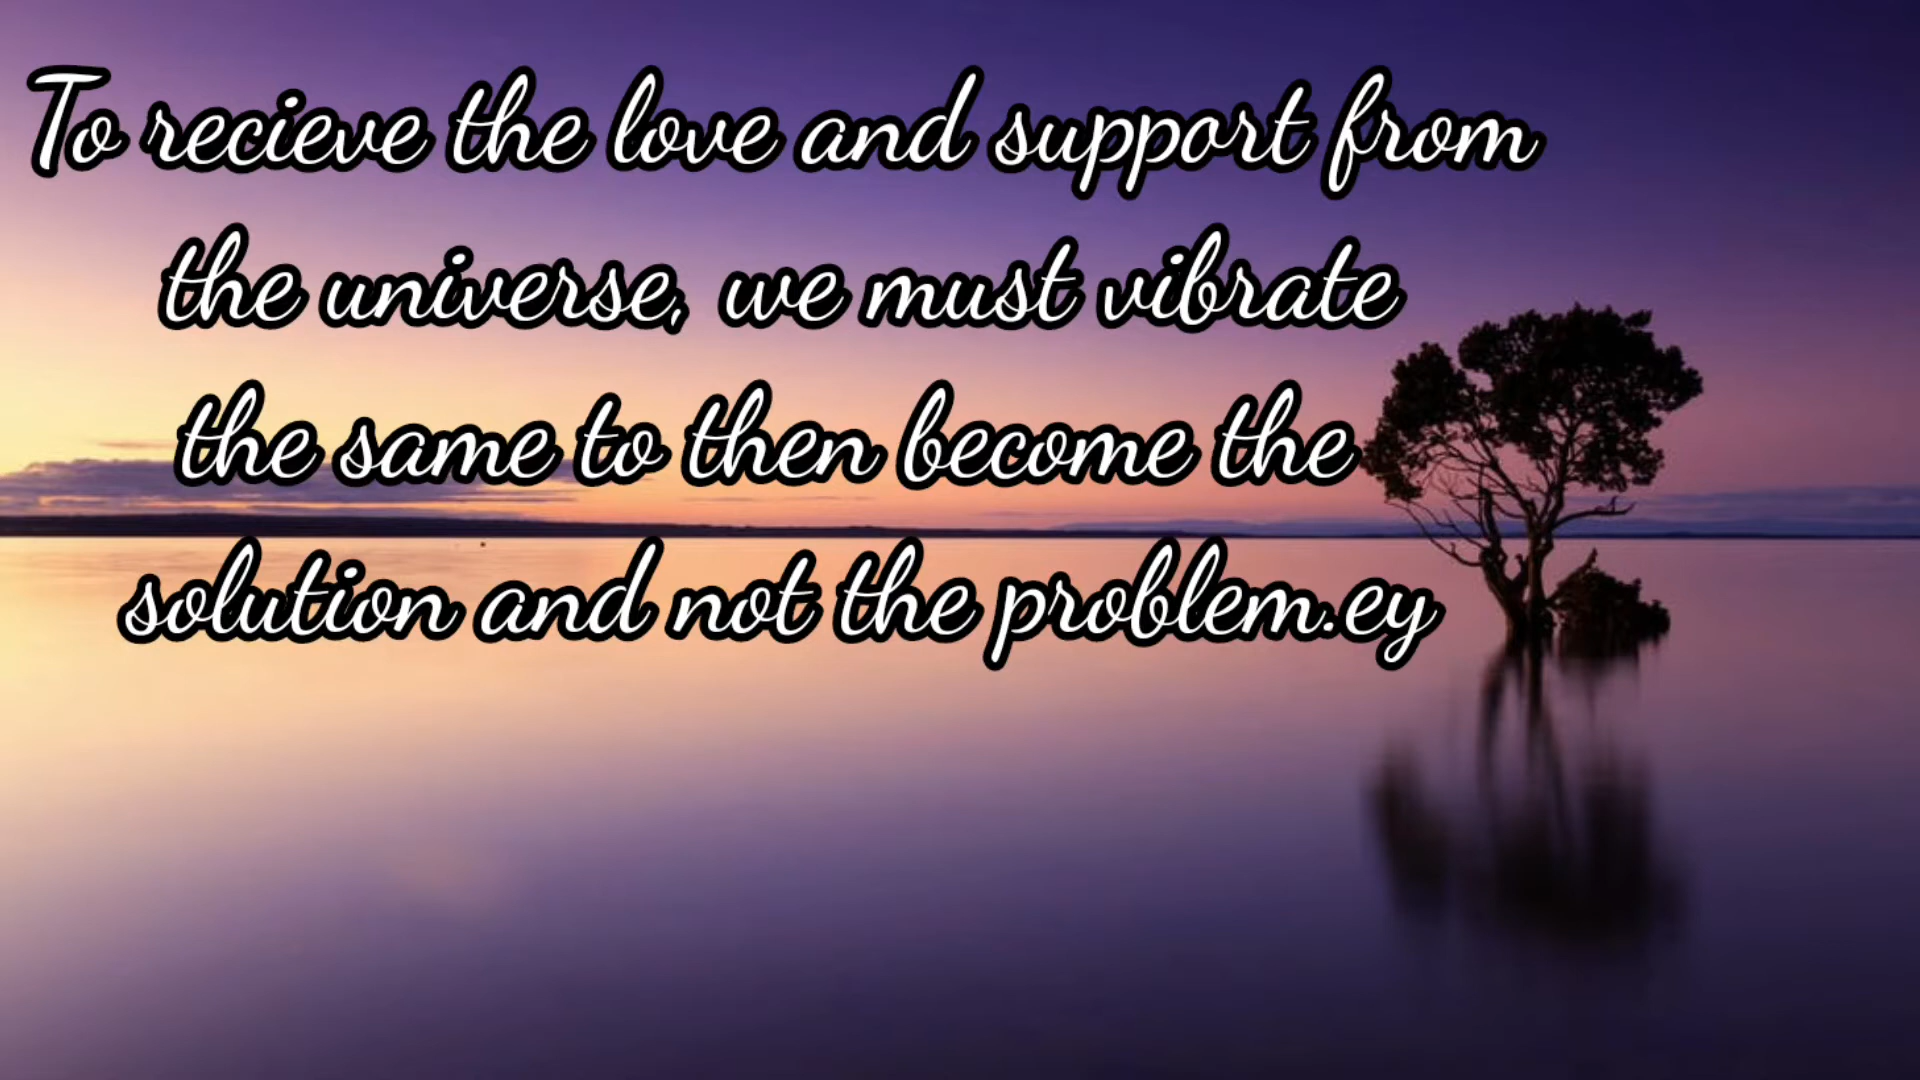 To recieve the love and support from
the universe, we must vibrate
the same to then become the
solution and not the problem.ey